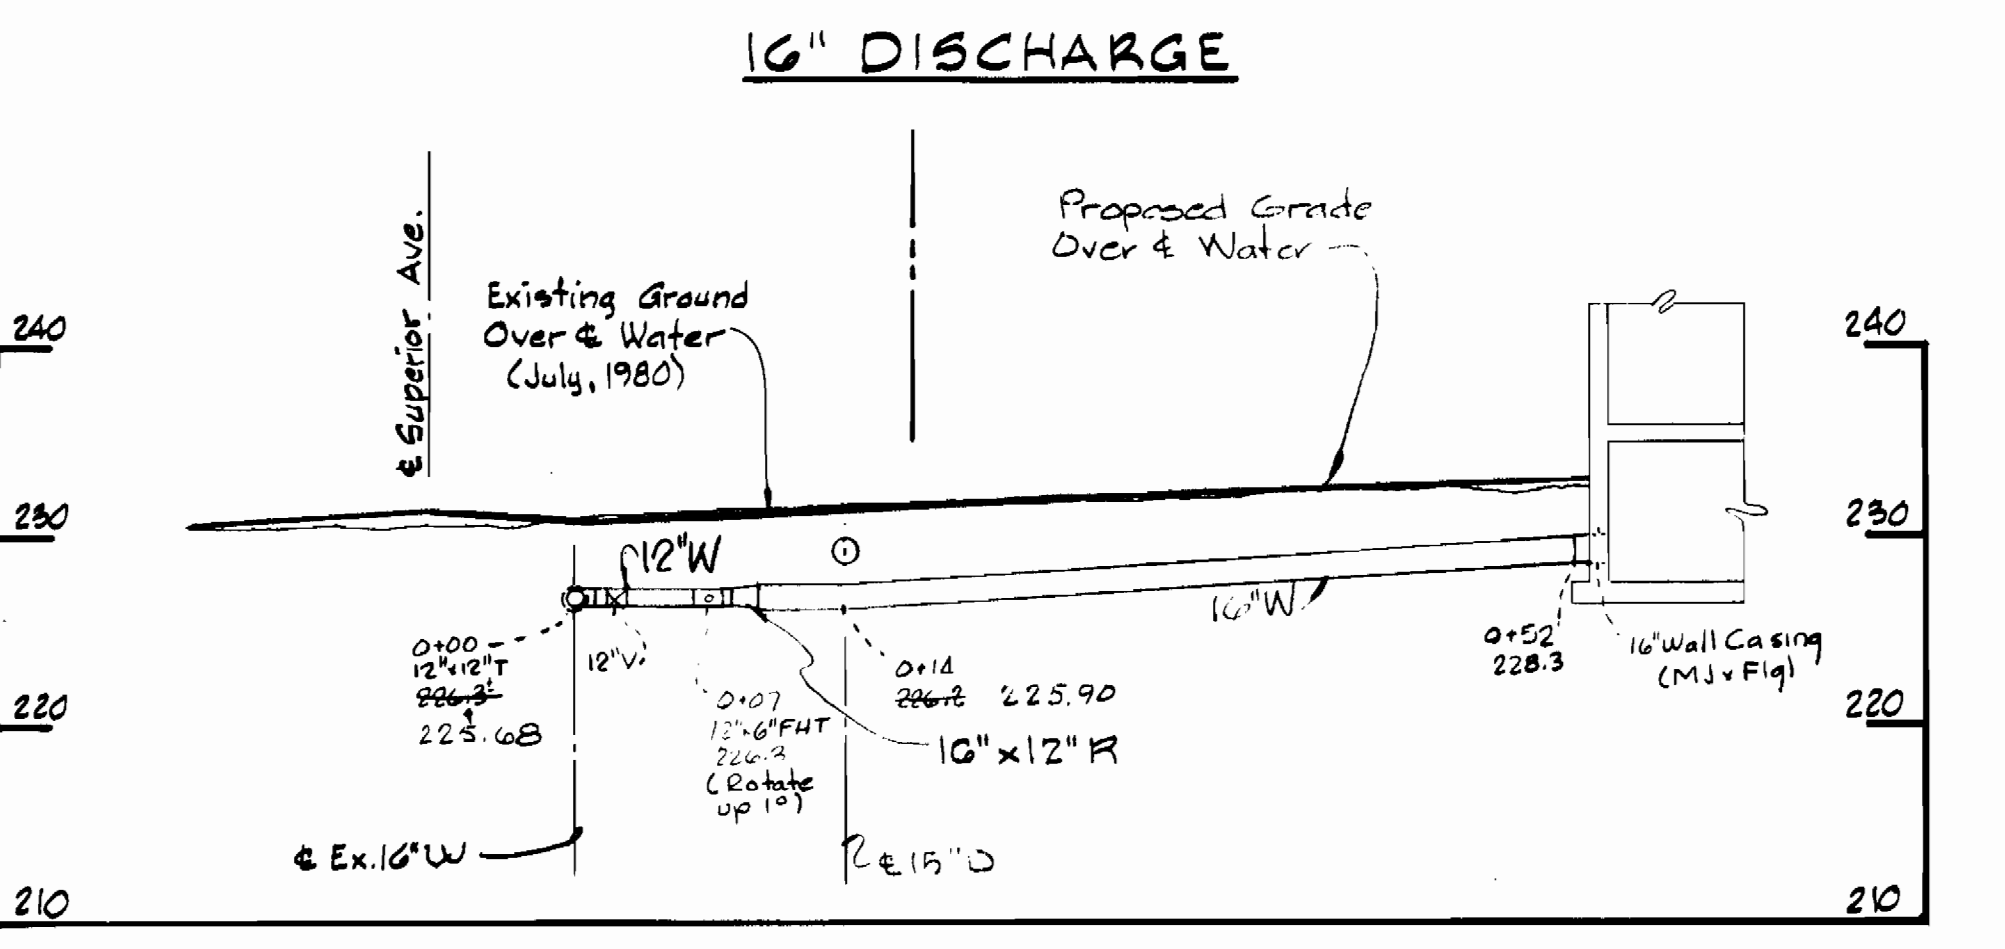 16" DISCHARGE
℄ Superior Ave.
Existing Ground
Over ℄ Water
(July, 1980)
Proposed Grade
Over ℄ Water
240
240
230
230
220
220
210
210
12"W
16"W
0+00
12"x12"T
226.3±
225.68
12"V.
0+07
12"x6"FHT
226.3
(Rotate
up 1°)
0+14
226.2 225.90
16"x12"R
0+52
228.3
16"Wall Casing
(MJ x Flg)
℄ Ex.16"W
℄ 15"D